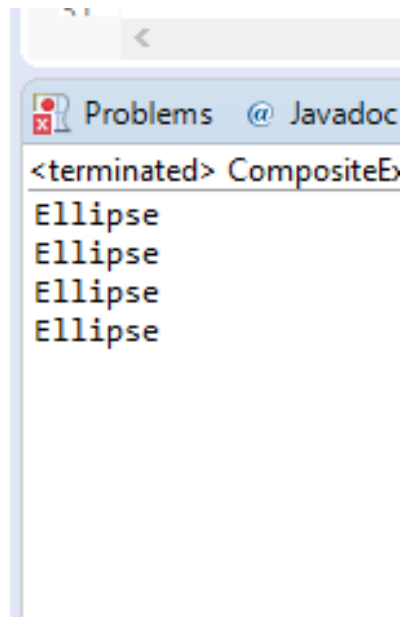 Problems @ Javadoc
<terminated> CompositeEx
Ellipse
Ellipse
Ellipse
Ellipse